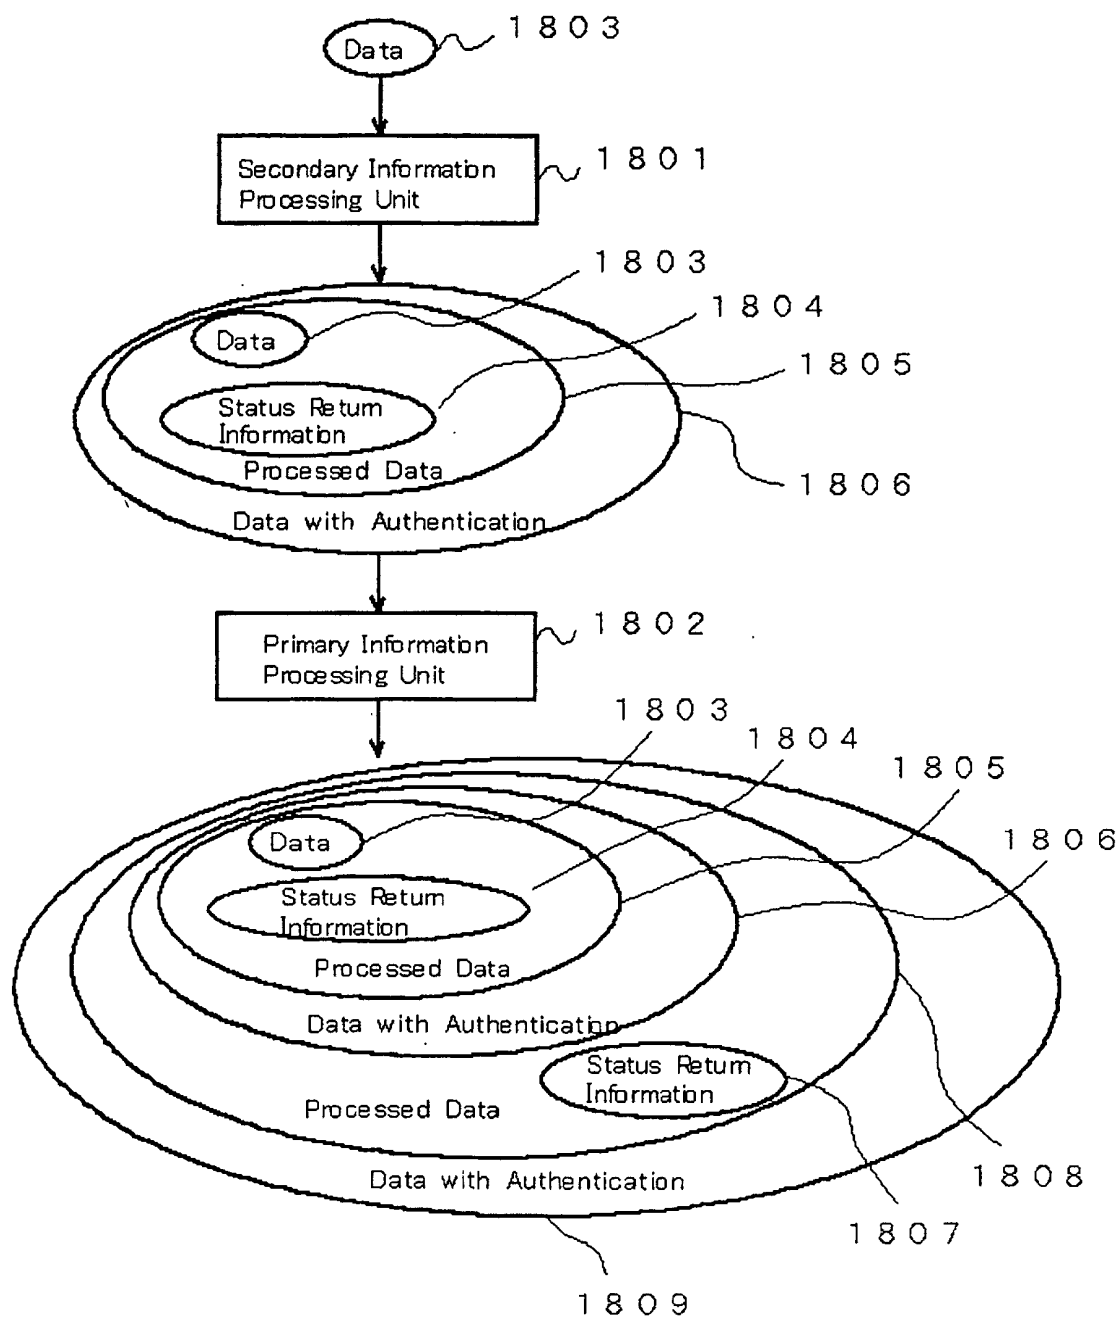 1803
Data
1801
Secondary Information
Processing Unit
1803
1804
Data
1805
Status Return
Information
Processed Data
1806
Data with Authentication
1802
Primary Information
Processing Unit
1803
1804
1805
Data
1806
Status Return
Information
Processed Data
Data with Authentication
Status Return
Information
Processed Data
1808
Data with Authentication
1807
1809